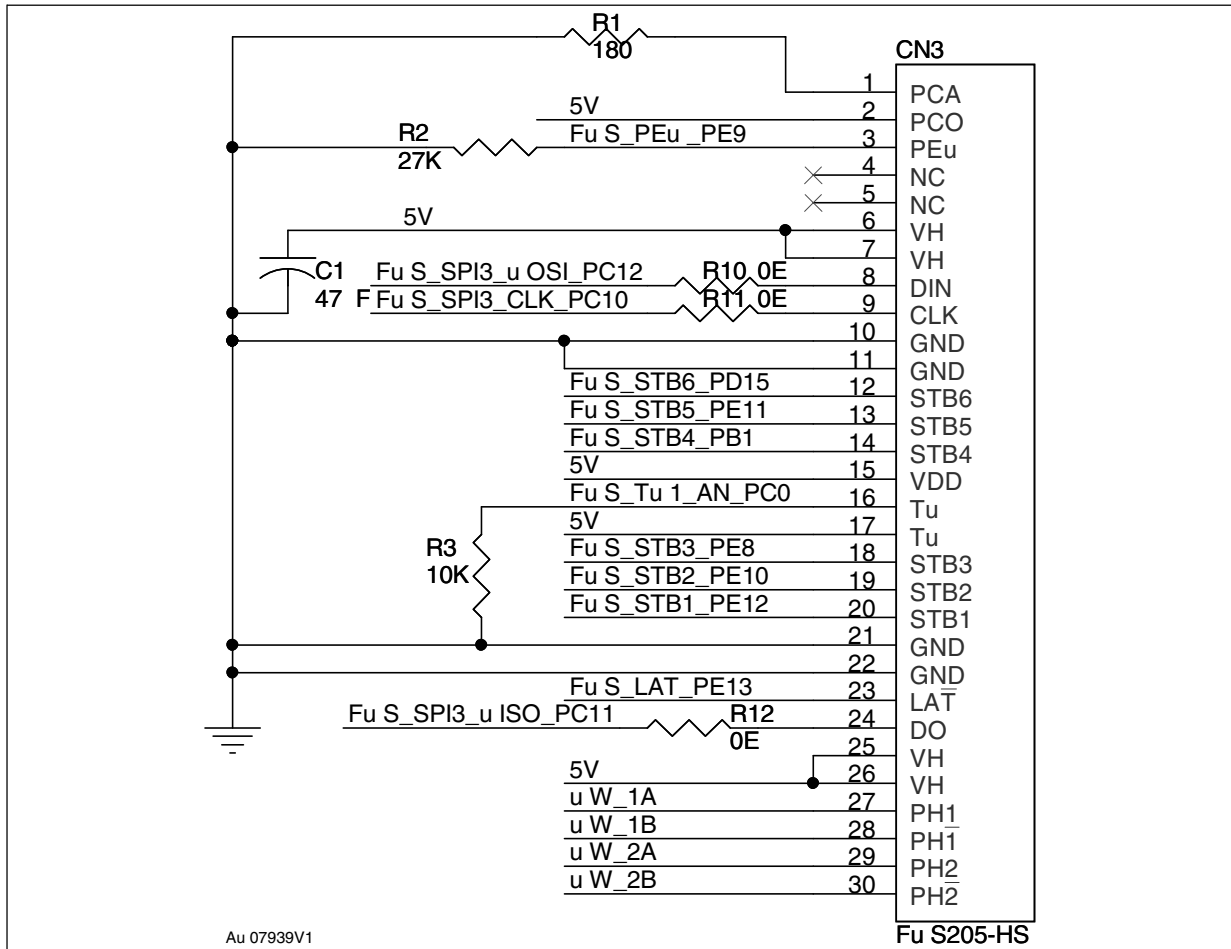 R1
180
CN3
1 PCA
5V 2 PCO
R2 27K Fu S_PEu _PE9 3 PEu
4 NC
5 NC
5V 6 VH
7 VH
C1 Fu S_SPI3_u OSI_PC12 R10 0E 8 DIN
47 F Fu S_SPI3_CLK_PC10 R11 0E 9 CLK
10 GND
11 GND
Fu S_STB6_PD15 12 STB6
Fu S_STB5_PE11 13 STB5
Fu S_STB4_PB1 14 STB4
5V 15 VDD
Fu S_Tu 1_AN_PC0 16 Tu
5V 17 Tu
R3 10K Fu S_STB3_PE8 18 STB3
Fu S_STB2_PE10 19 STB2
Fu S_STB1_PE12 20 STB1
21 GND
22 GND
Fu S_LAT_PE13 23 LAT̅
Fu S_SPI3_u ISO_PC11 R12 0E 24 DO
25 VH
5V 26 VH
u W_1A 27 PH1
u W_1B 28 PH1̅
u W_2A 29 PH2
u W_2B 30 PH2̅
Au 07939V1
Fu S205-HS